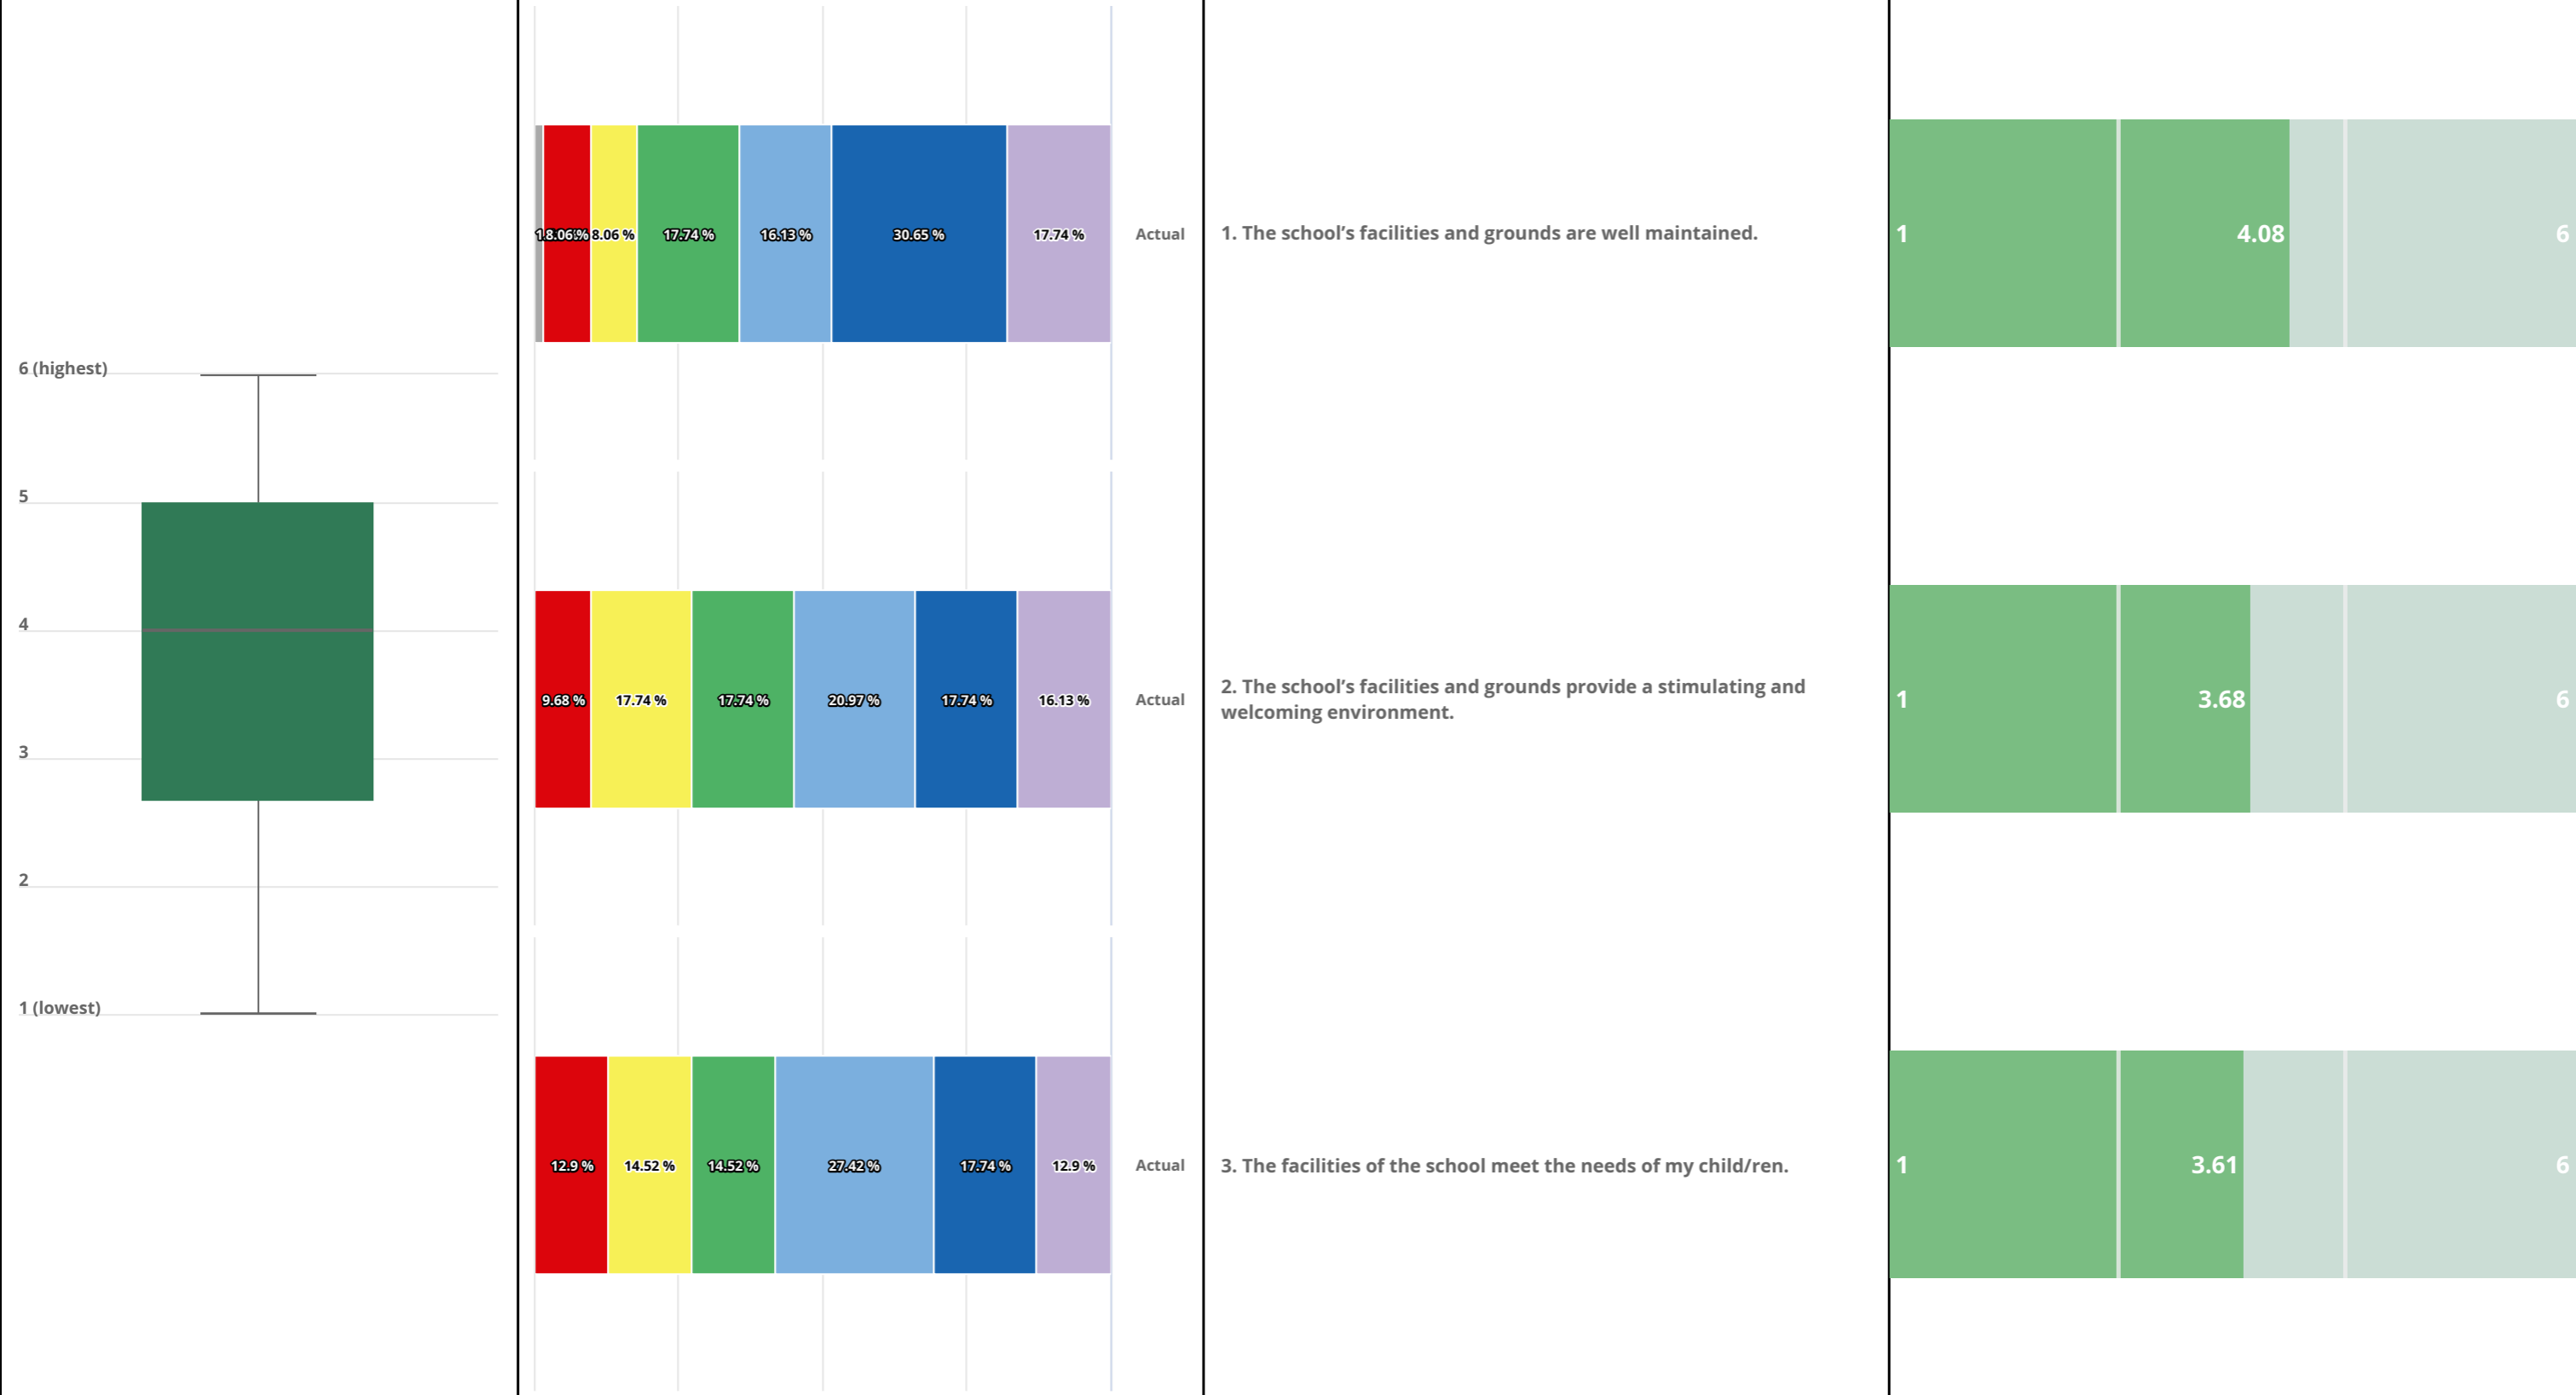 6 (highest)
5
4
3
2
1 (lowest)
8.06 % 8.06 % 17.74 % 16.13 % 30.65 % 17.74 % Actual
1. The school’s facilities and grounds are well maintained.
1 4.08 6
9.68 % 17.74 % 17.74 % 20.97 % 17.74 % 16.13 % Actual
2. The school’s facilities and grounds provide a stimulating and
welcoming environment.
1 3.68 6
12.9 % 14.52 % 14.52 % 27.42 % 17.74 % 12.9 % Actual
3. The facilities of the school meet the needs of my child/ren.
1 3.61 6